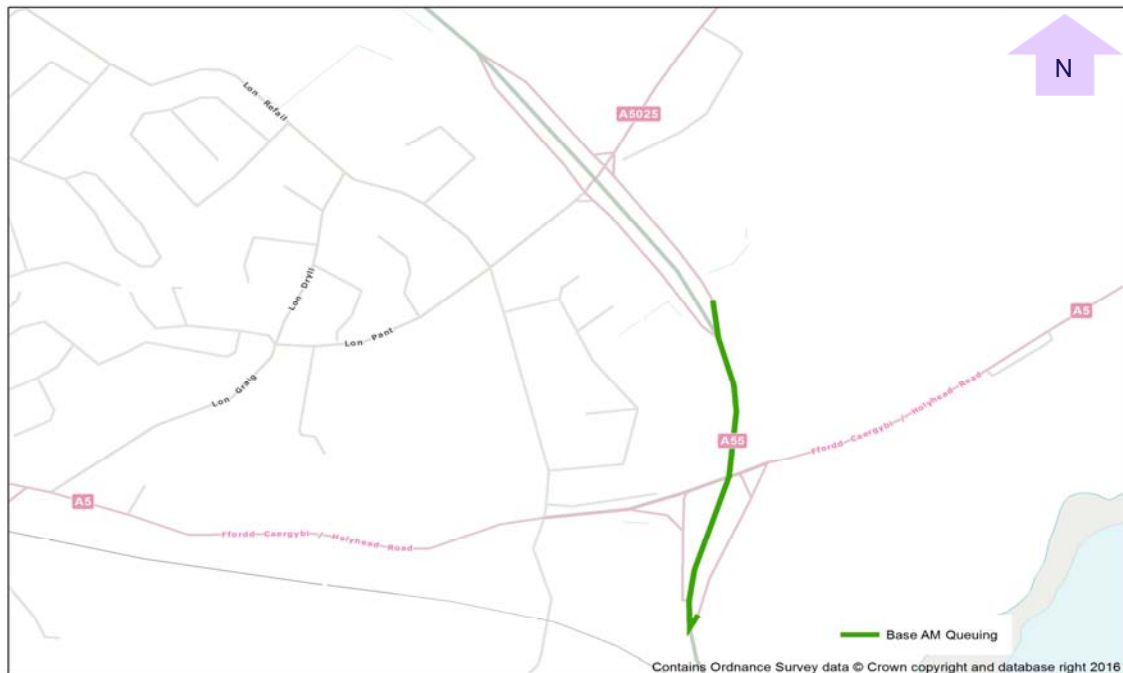 N
Lon Refail
A5025
Lon Dryll
Lon Pant
A5
Lon Graig
Ffordd-Caergybi / Holyhead-Road
A55
A5
Ffordd-Caergybi / Holyhead-Road
Base AM Queuing
Contains Ordnance Survey data © Crown copyright and database right 2016